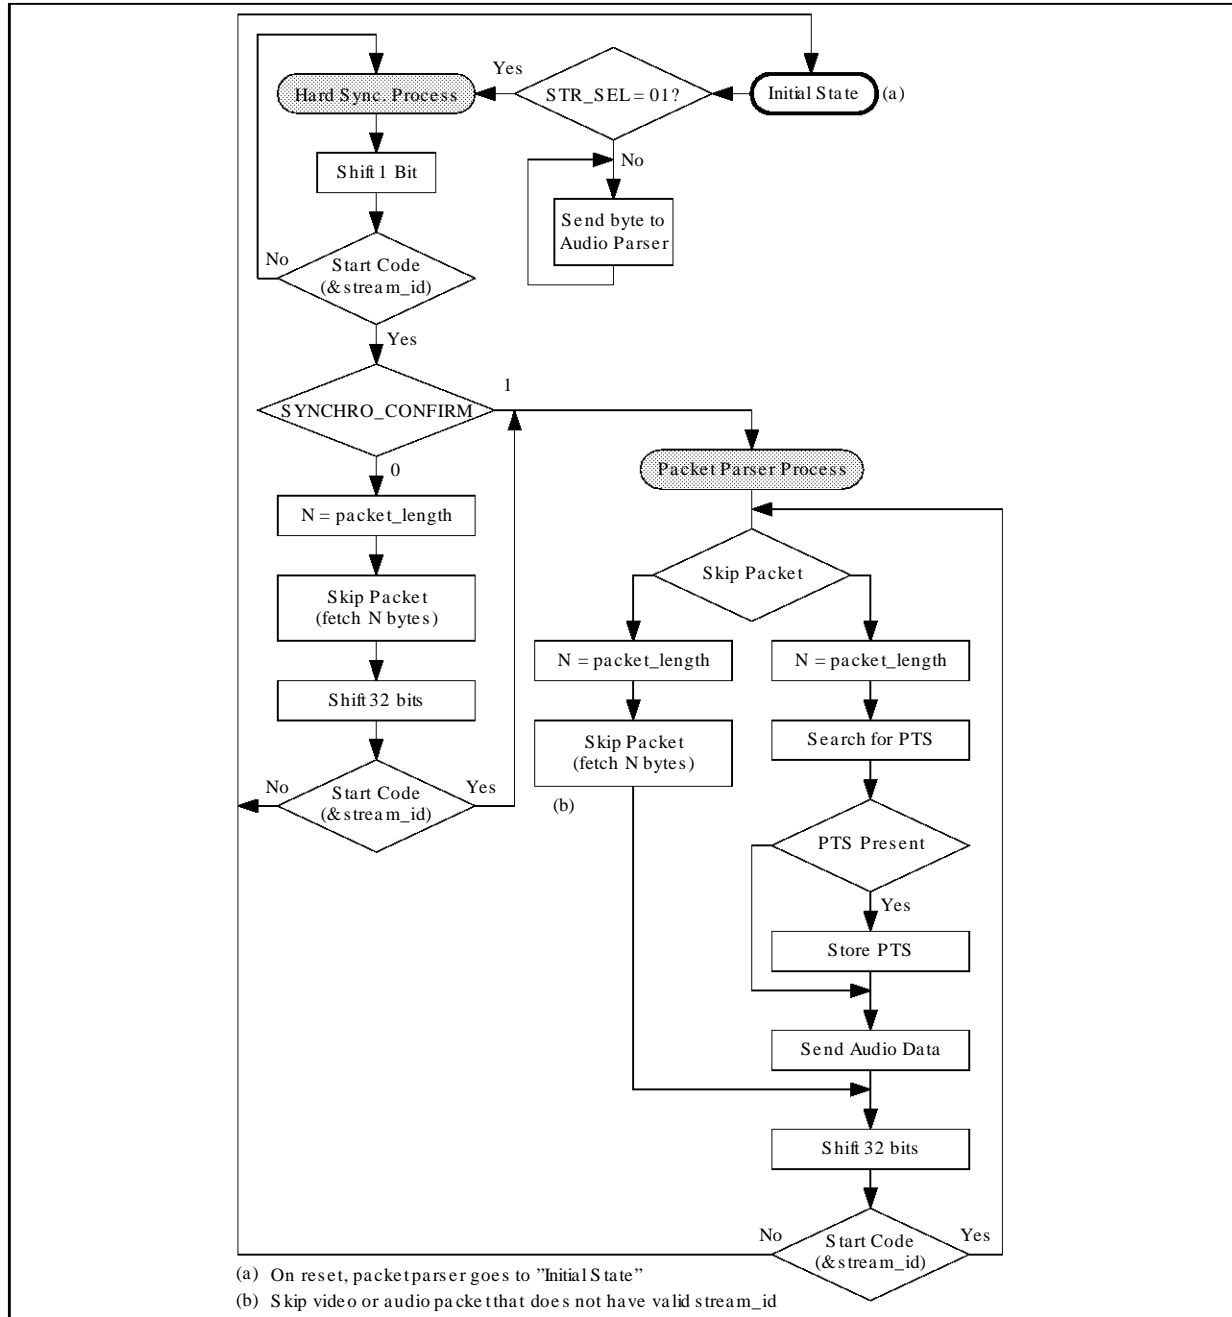 Yes
Hard Sync. Process
STR_SEL = 01?
Initial State
(a)
Shift 1 Bit
No
Send byte to
Audio Parser
No
Start Code
(& stream_id)
Yes
SYNCHRO_CONFIRM
1
0
Packet Parser Process
N = packet_length
Skip Packet
Skip Packet
(fetch N bytes)
N = packet_length
N = packet_length
Shift 32 bits
Skip Packet
(fetch N bytes)
Search for PTS
No
Start Code
(& stream_id)
Yes
(b)
PTS Present
Yes
Store PTS
Send Audio Data
Shift 32 bits
No
Start Code
(& stream_id)
Yes
(a) On reset, packet parser goes to ”Initial State”
(b) Skip video or audio packet that does not have valid stream_id